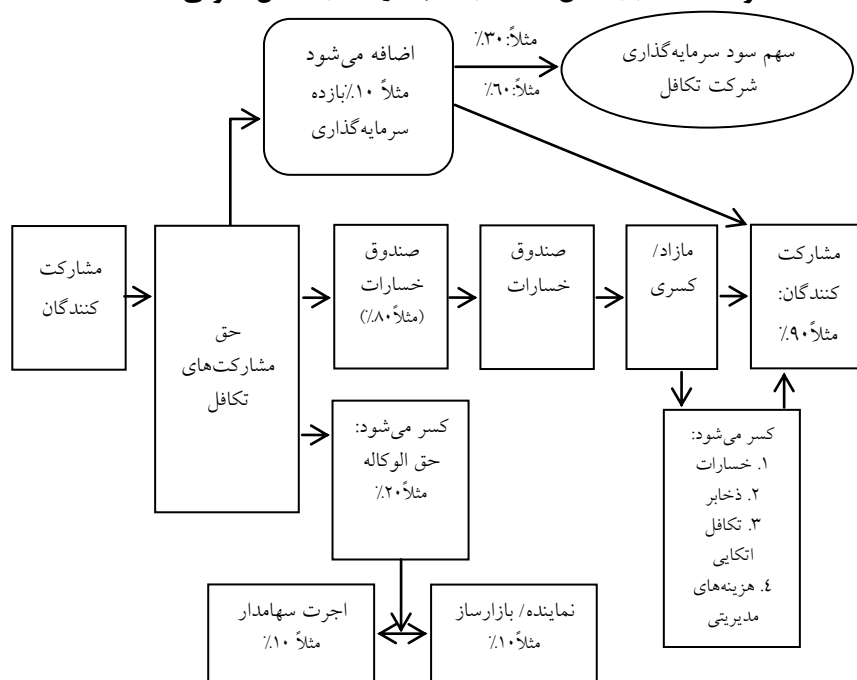 اضافه می‌شود
مثلاً ۱۰٪بازده
سرمایه‌گذاری
مثلاً:۳۰٪
مثلاً:۶۰٪
سهم سود سرمایه‌گذاری
شرکت تکافل
مشارکت
کنندگان
حق
مشارکت‌های
تکافل
صندوق
خسارات
(مثلاً۸۰٪)
صندوق
خسارات
مازاد/
کسری
مشارکت
کنندگان:
مثلاً۹۰٪
کسر می‌شود:
حق الوکاله
مثلاً۲۰٪
کسر می‌شود:
۱. خسارات
۲. ذخابر
۳. تکافل
اتکایی
۴. هزینه‌های
مدیریتی
اجرت سهامدار
مثلاً ۱۰٪
نماینده/ بازارساز
مثلاً۱۰٪